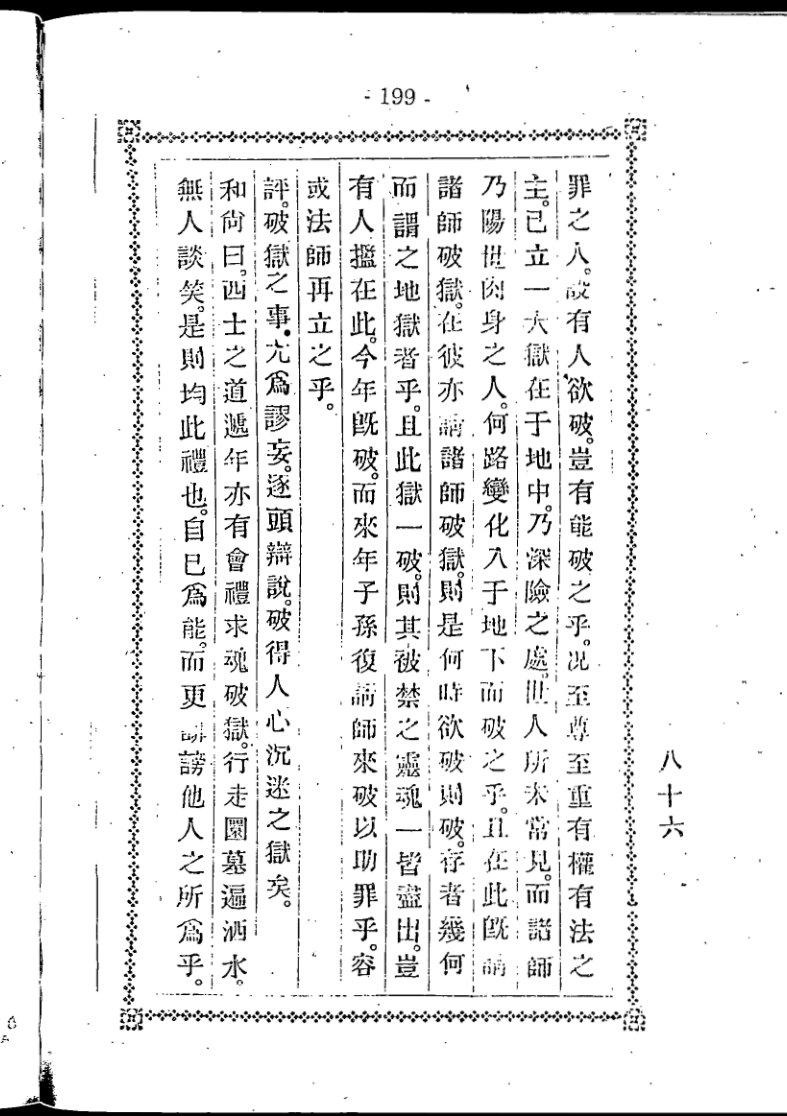 - 199 -
八十六
罪之人。設有人欲破。豈有能破之乎。况至尊至重有權有法之
主。已立一大獄在于地中。乃深險之處。世人所未常見。而諸師
乃陽世肉身之人。何路變化入于地下而破之乎。且在此旣請
諸師破獄。在彼亦請諸師破獄。則是何時欲破則破。存者幾何
而謂之地獄者乎。且此獄一破。則其被禁之靈魂一皆盡出。豈
有人攔在此。今年旣破。而來年子孫復請師來破以助罪乎。容
或法師再立之乎。
評。破獄之事。尤爲謬妄。逐頭辯說。破得人心沉迷之獄矣。
和尙曰。西士之道遞年亦有會禮求魂破獄。行走園墓遍洒水。
無人談笑。是則均此禮也。自巳爲能。而更誹謗他人之所爲乎。